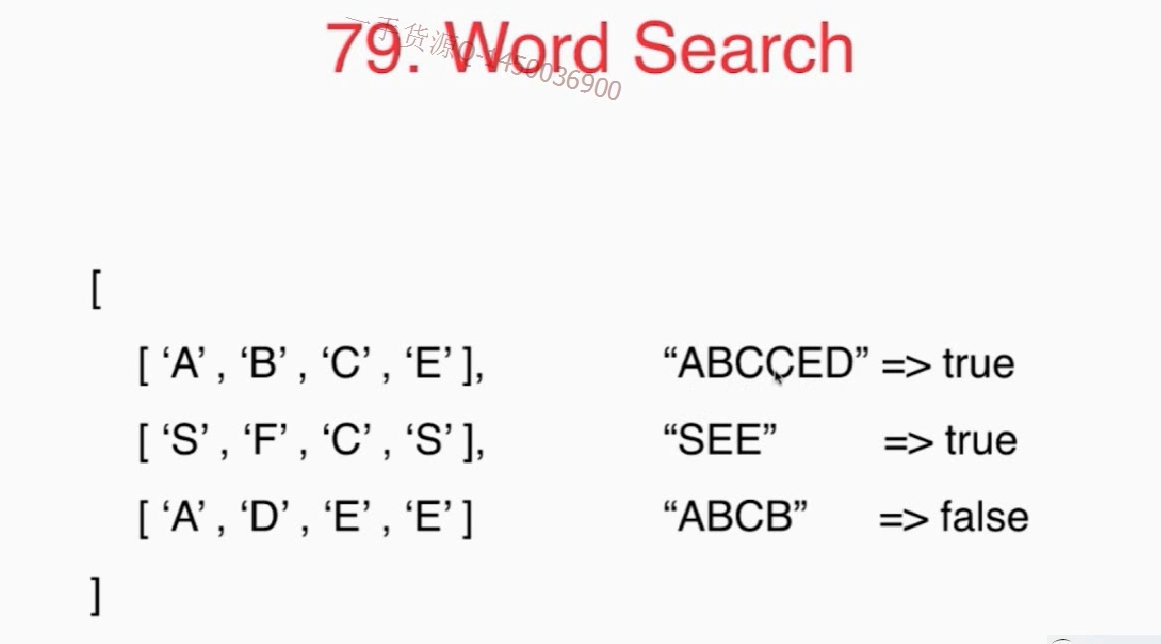 79. Word Search
一手货源Q-1450036900
[
[ ‘A’ , ‘B’ , ‘C’ , ‘E’ ], “ABCCED” => true
[ ‘S’ , ‘F’ , ‘C’ , ‘S’ ], “SEE” => true
[ ‘A’ , ‘D’ , ‘E’ , ‘E’ ] “ABCB” => false
]